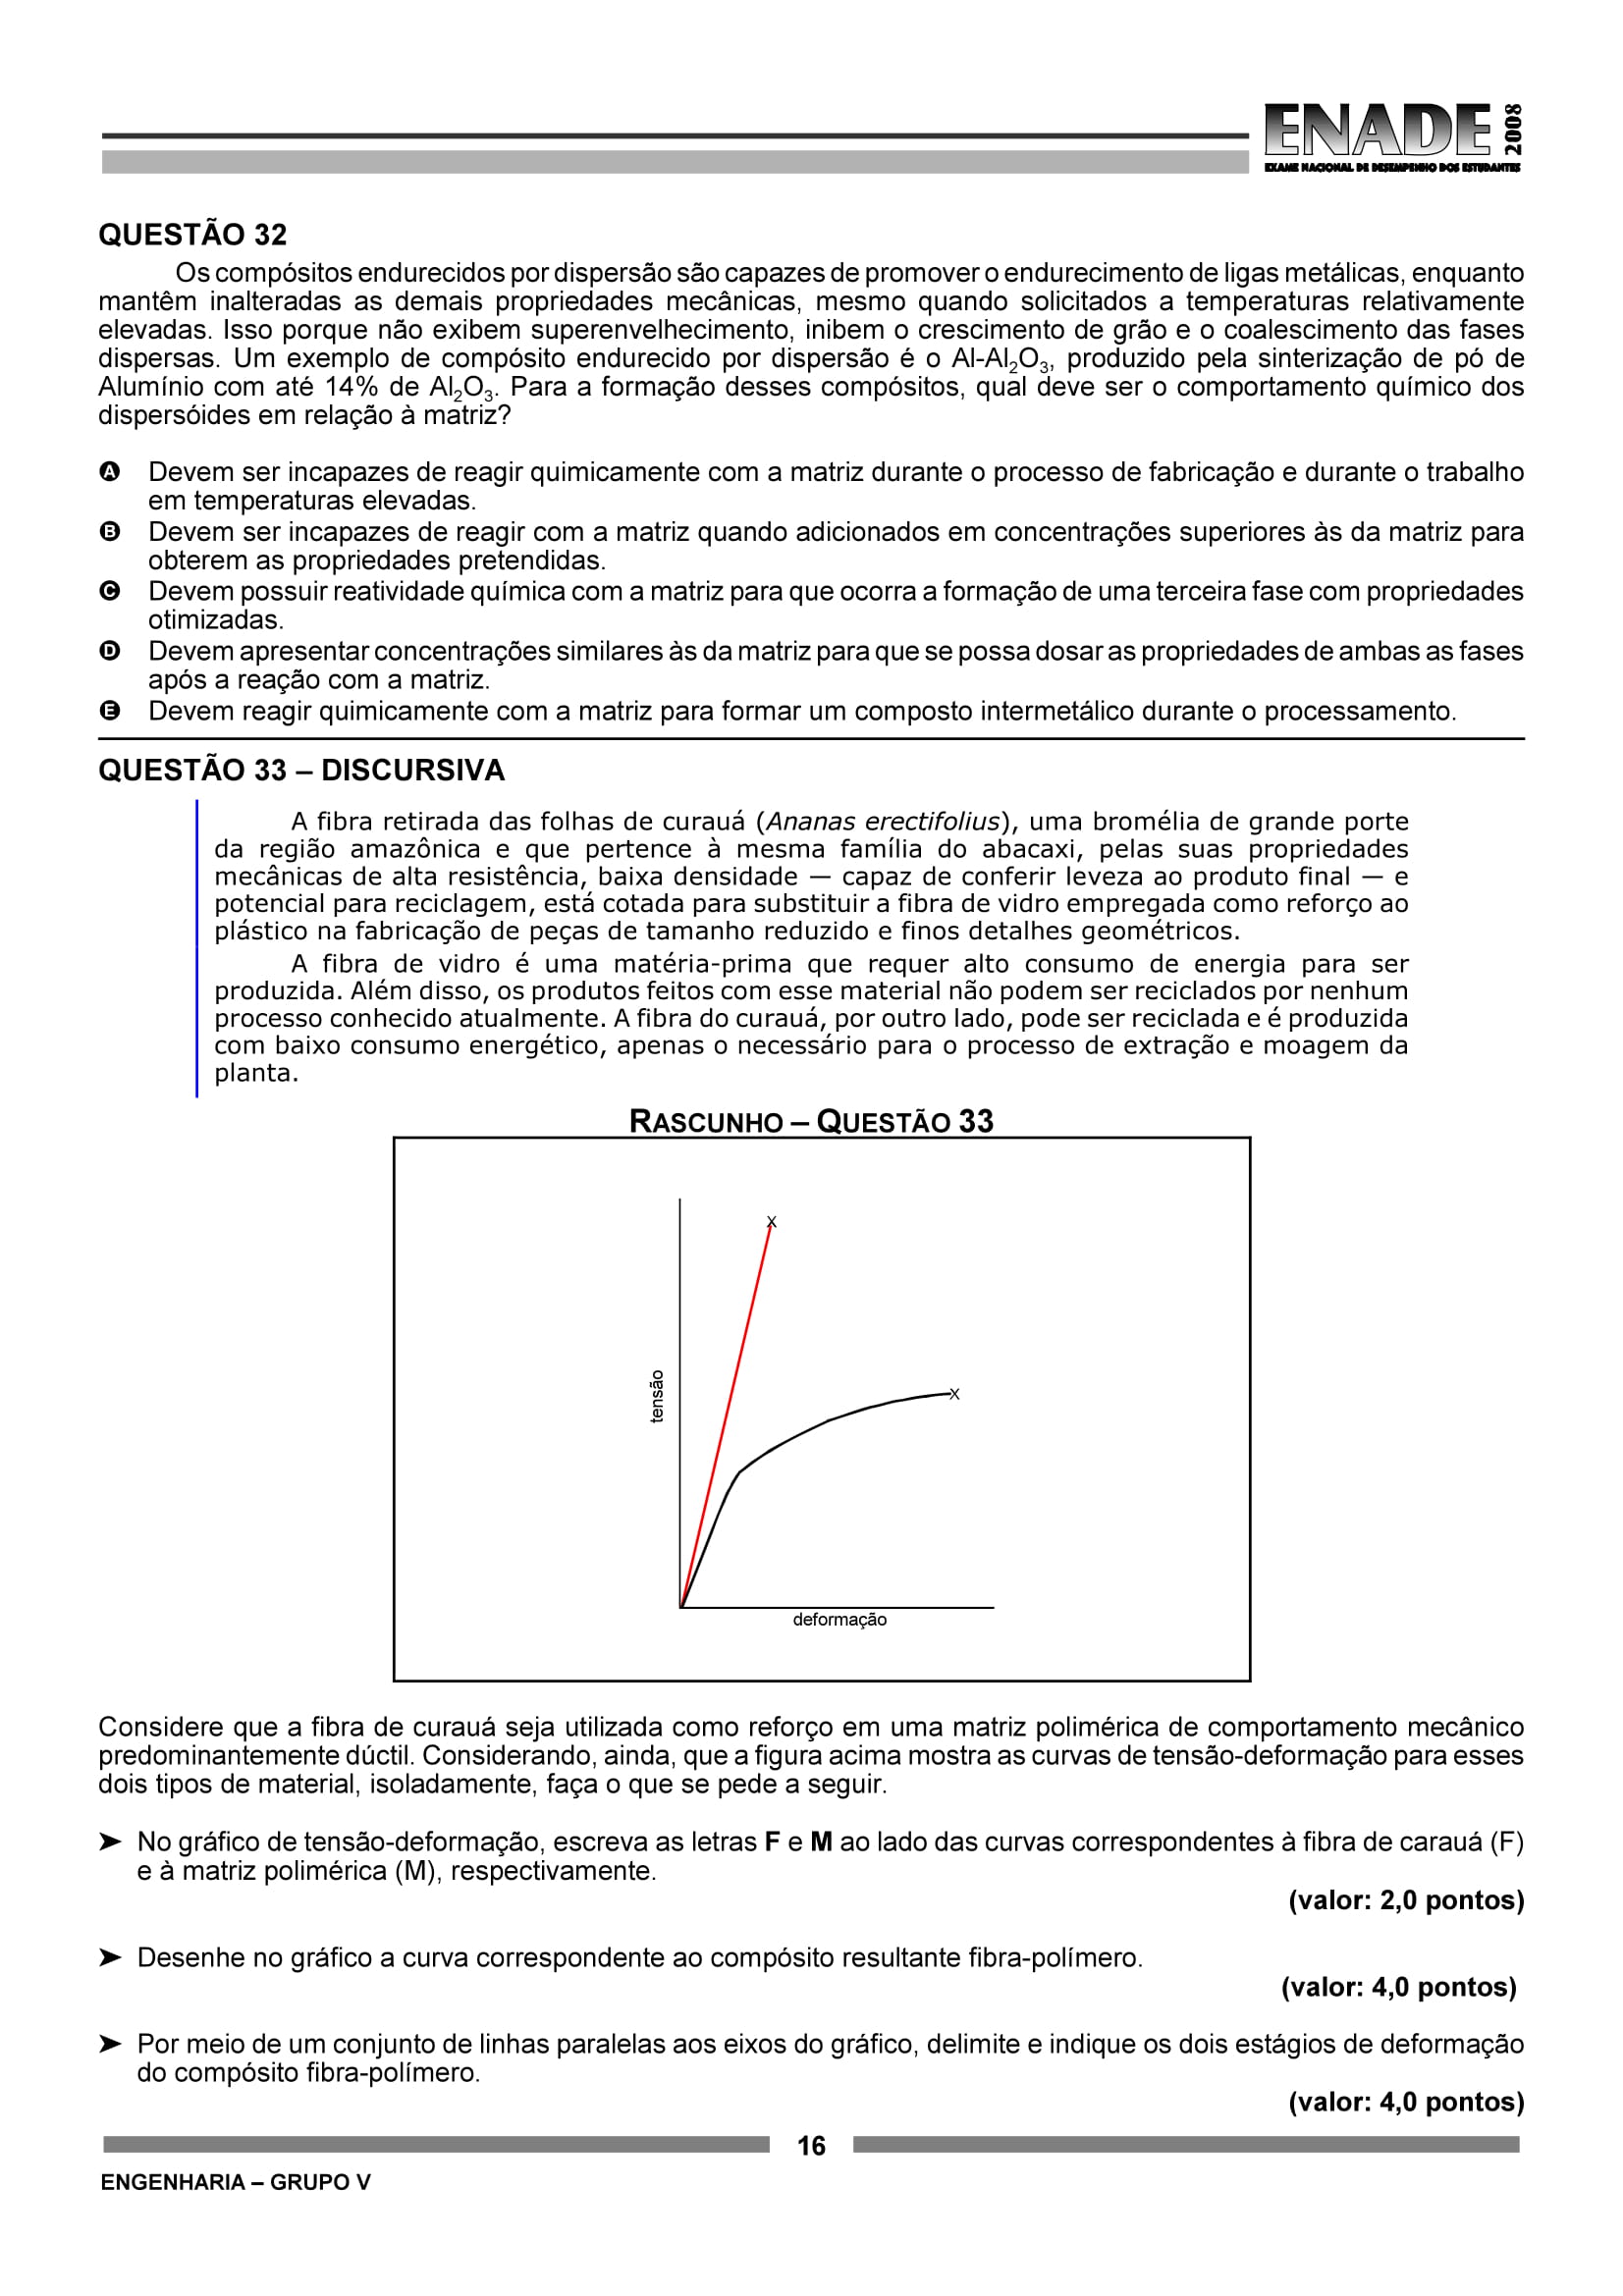 ENADE 2008
EXAME NACIONAL DE DESEMPENHO DOS ESTUDANTES
QUESTÃO 32
Os compósitos endurecidos por dispersão são capazes de promover o endurecimento de ligas metálicas, enquanto
mantêm inalteradas as demais propriedades mecânicas, mesmo quando solicitados a temperaturas relativamente
elevadas. Isso porque não exibem superenvelhecimento, inibem o crescimento de grão e o coalescimento das fases
dispersas. Um exemplo de compósito endurecido por dispersão é o Al-Al₂O₃, produzido pela sinterização de pó de
Alumínio com até 14% de Al₂O₃. Para a formação desses compósitos, qual deve ser o comportamento químico dos
dispersóides em relação à matriz?
A Devem ser incapazes de reagir quimicamente com a matriz durante o processo de fabricação e durante o trabalho
em temperaturas elevadas.
B Devem ser incapazes de reagir com a matriz quando adicionados em concentrações superiores às da matriz para
obterem as propriedades pretendidas.
C Devem possuir reatividade química com a matriz para que ocorra a formação de uma terceira fase com propriedades
otimizadas.
D Devem apresentar concentrações similares às da matriz para que se possa dosar as propriedades de ambas as fases
após a reação com a matriz.
E Devem reagir quimicamente com a matriz para formar um composto intermetálico durante o processamento.
QUESTÃO 33 – DISCURSIVA
A fibra retirada das folhas de curauá (Ananas erectifolius), uma bromélia de grande porte
da região amazônica e que pertence à mesma família do abacaxi, pelas suas propriedades
mecânicas de alta resistência, baixa densidade — capaz de conferir leveza ao produto final — e
potencial para reciclagem, está cotada para substituir a fibra de vidro empregada como reforço ao
plástico na fabricação de peças de tamanho reduzido e finos detalhes geométricos.
A fibra de vidro é uma matéria-prima que requer alto consumo de energia para ser
produzida. Além disso, os produtos feitos com esse material não podem ser reciclados por nenhum
processo conhecido atualmente. A fibra do curauá, por outro lado, pode ser reciclada e é produzida
com baixo consumo energético, apenas o necessário para o processo de extração e moagem da
planta.
RASCUNHO – QUESTÃO 33
X
X
tensão
deformação
Considere que a fibra de curauá seja utilizada como reforço em uma matriz polimérica de comportamento mecânico
predominantemente dúctil. Considerando, ainda, que a figura acima mostra as curvas de tensão-deformação para esses
dois tipos de material, isoladamente, faça o que se pede a seguir.
➤ No gráfico de tensão-deformação, escreva as letras F e M ao lado das curvas correspondentes à fibra de carauá (F)
e à matriz polimérica (M), respectivamente.
(valor: 2,0 pontos)
➤ Desenhe no gráfico a curva correspondente ao compósito resultante fibra-polímero.
(valor: 4,0 pontos)
➤ Por meio de um conjunto de linhas paralelas aos eixos do gráfico, delimite e indique os dois estágios de deformação
do compósito fibra-polímero.
(valor: 4,0 pontos)
16
ENGENHARIA – GRUPO V